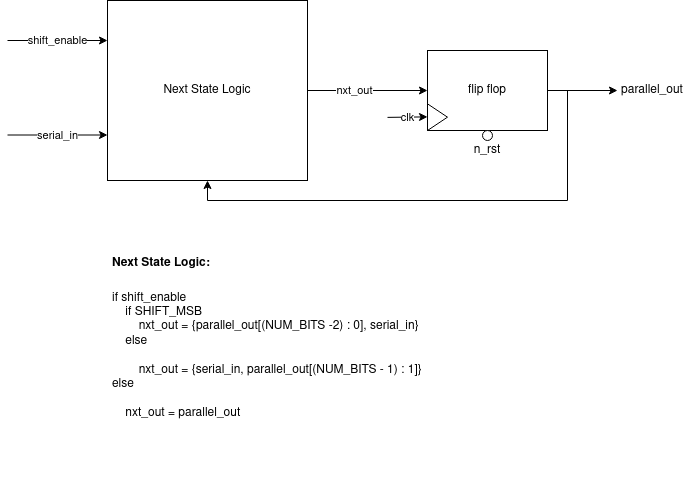 shift_enable
Next State Logic
nxt_out
flip flop
parallel_out
clk
serial_in
n_rst
Next State Logic:
if shift_enable
if SHIFT_MSB
nxt_out = {parallel_out[(NUM_BITS -2) : 0], serial_in}
else
nxt_out = {serial_in, parallel_out[(NUM_BITS - 1) : 1]}
else
nxt_out = parallel_out